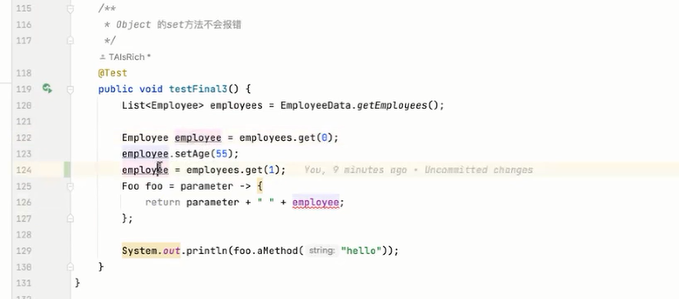 115 /**
116 * Object 的set方法不会报错
117 */
TAIsRich *
118 @Test
119 public void testFinal3() {
120 List<Employee> employees = EmployeeData.getEmployees();
121
122 Employee employee = employees.get(0);
123 employee.setAge(55);
124 employee = employees.get(1); You, 9 minutes ago • Uncommitted changes
125 Foo foo = parameter -> {
126 return parameter + " " + employee;
127 };
128
129 System.out.println(foo.aMethod( string: "hello"));
130 }
131 }